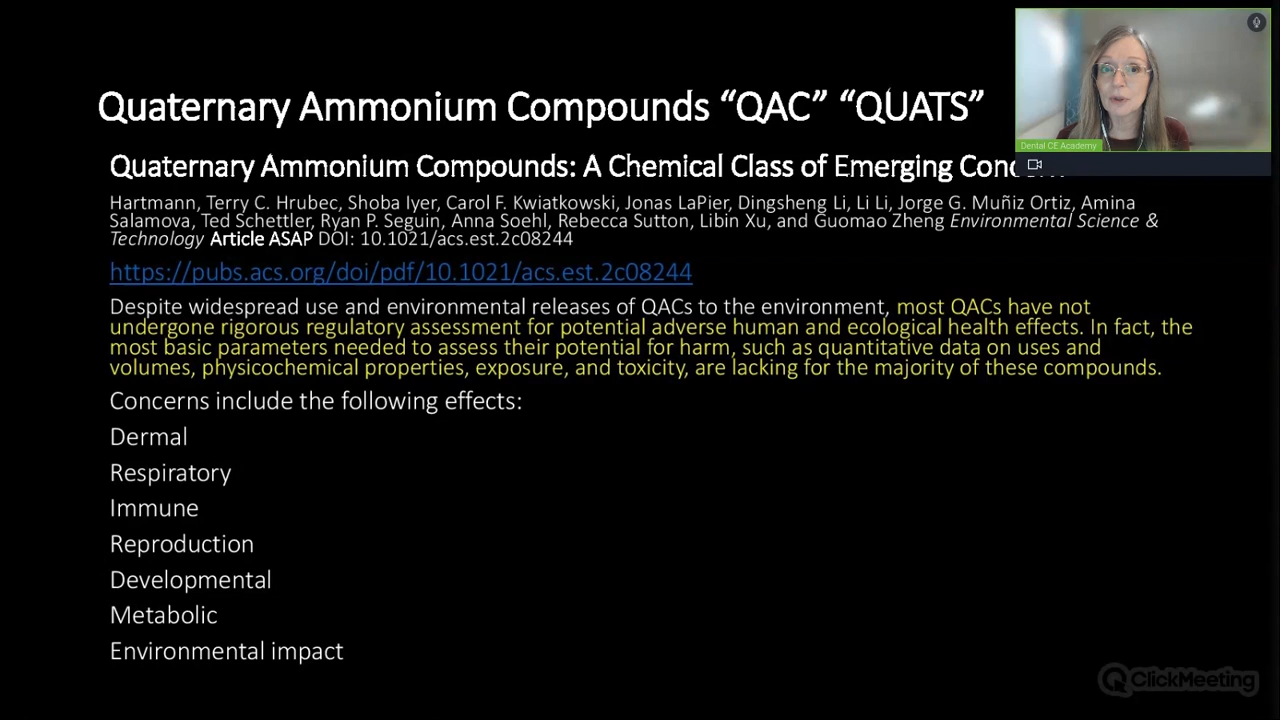 Quaternary Ammonium Compounds “QAC” “QUATS”
Dental CE Academy
Quaternary Ammonium Compounds: A Chemical Class of Emerging
Hartmann, Terry C. Hrubec, Shoba Iyer, Carol F. Kwiatkowski, Jonas LaPier, Dingsheng Li, Li Li, Jorge G. Muñiz Ortiz, Amina
Salamova, Ted Schettler, Ryan P. Seguin, Anna Soehl, Rebecca Sutton, Libin Xu, and Guomao Zheng Environmental Science &
Technology Article ASAP DOI: 10.1021/acs.est.2c08244
https://pubs.acs.org/doi/pdf/10.1021/acs.est.2c08244
Despite widespread use and environmental releases of QACs to the environment, most QACs have not
undergone rigorous regulatory assessment for potential adverse human and ecological health effects. In fact, the
most basic parameters needed to assess their potential for harm, such as quantitative data on uses and
volumes, physicochemical properties, exposure, and toxicity, are lacking for the majority of these compounds.
Concerns include the following effects:
Dermal
Respiratory
Immune
Reproduction
Developmental
Metabolic
Environmental impact
ClickMeeting